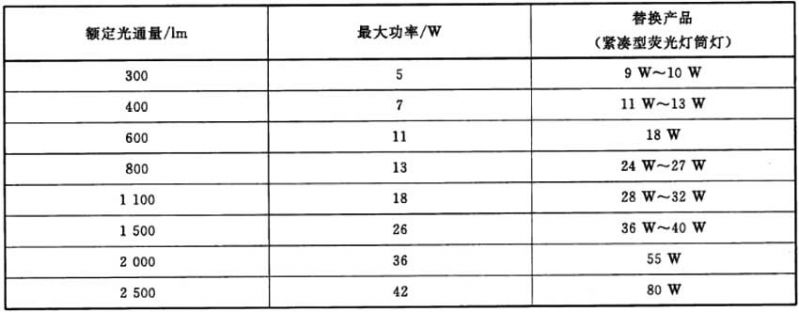 额定光通量/lm 最大功率/W 替换产品
(紧凑型荧光灯筒灯)
300 5 9 W～10 W
400 7 11 W～13 W
600 11 18 W
800 13 24 W～27 W
1 100 18 28 W～32 W
1 500 26 36 W～40 W
2 000 36 55 W
2 500 42 80 W